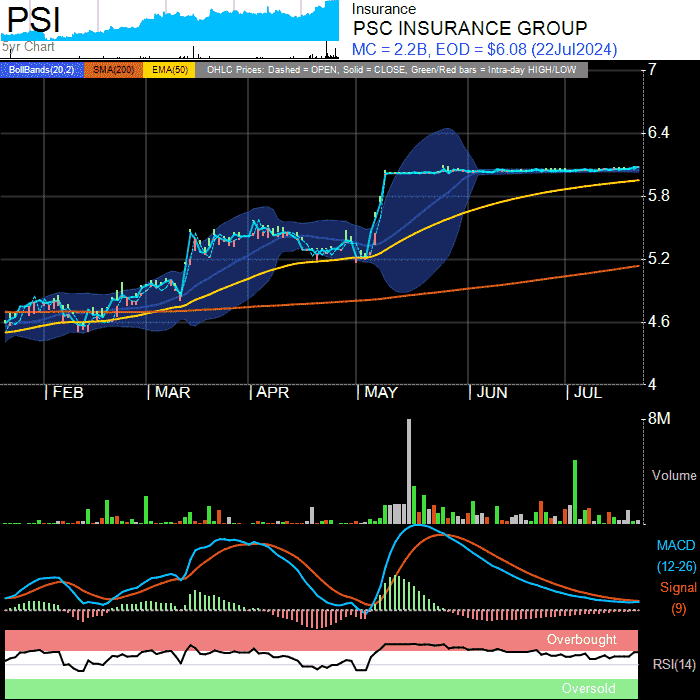 PSI
5yr Chart
Insurance
PSC INSURANCE GROUP
MC = 2.2B, EOD = $6.08 (22Jul2024)
BollBands(20,2) SMA(200) EMA(50) OHLC Prices: Dashed = OPEN, Solid = CLOSE, Green/Red bars = Intra-day HIGH/LOW
7
6.4
5.8
5.2
4.6
4
FEB MAR APR MAY JUN JUL
8M
Volume
MACD
(12-26)
Signal
(9)
Overbought
RSI(14)
Oversold